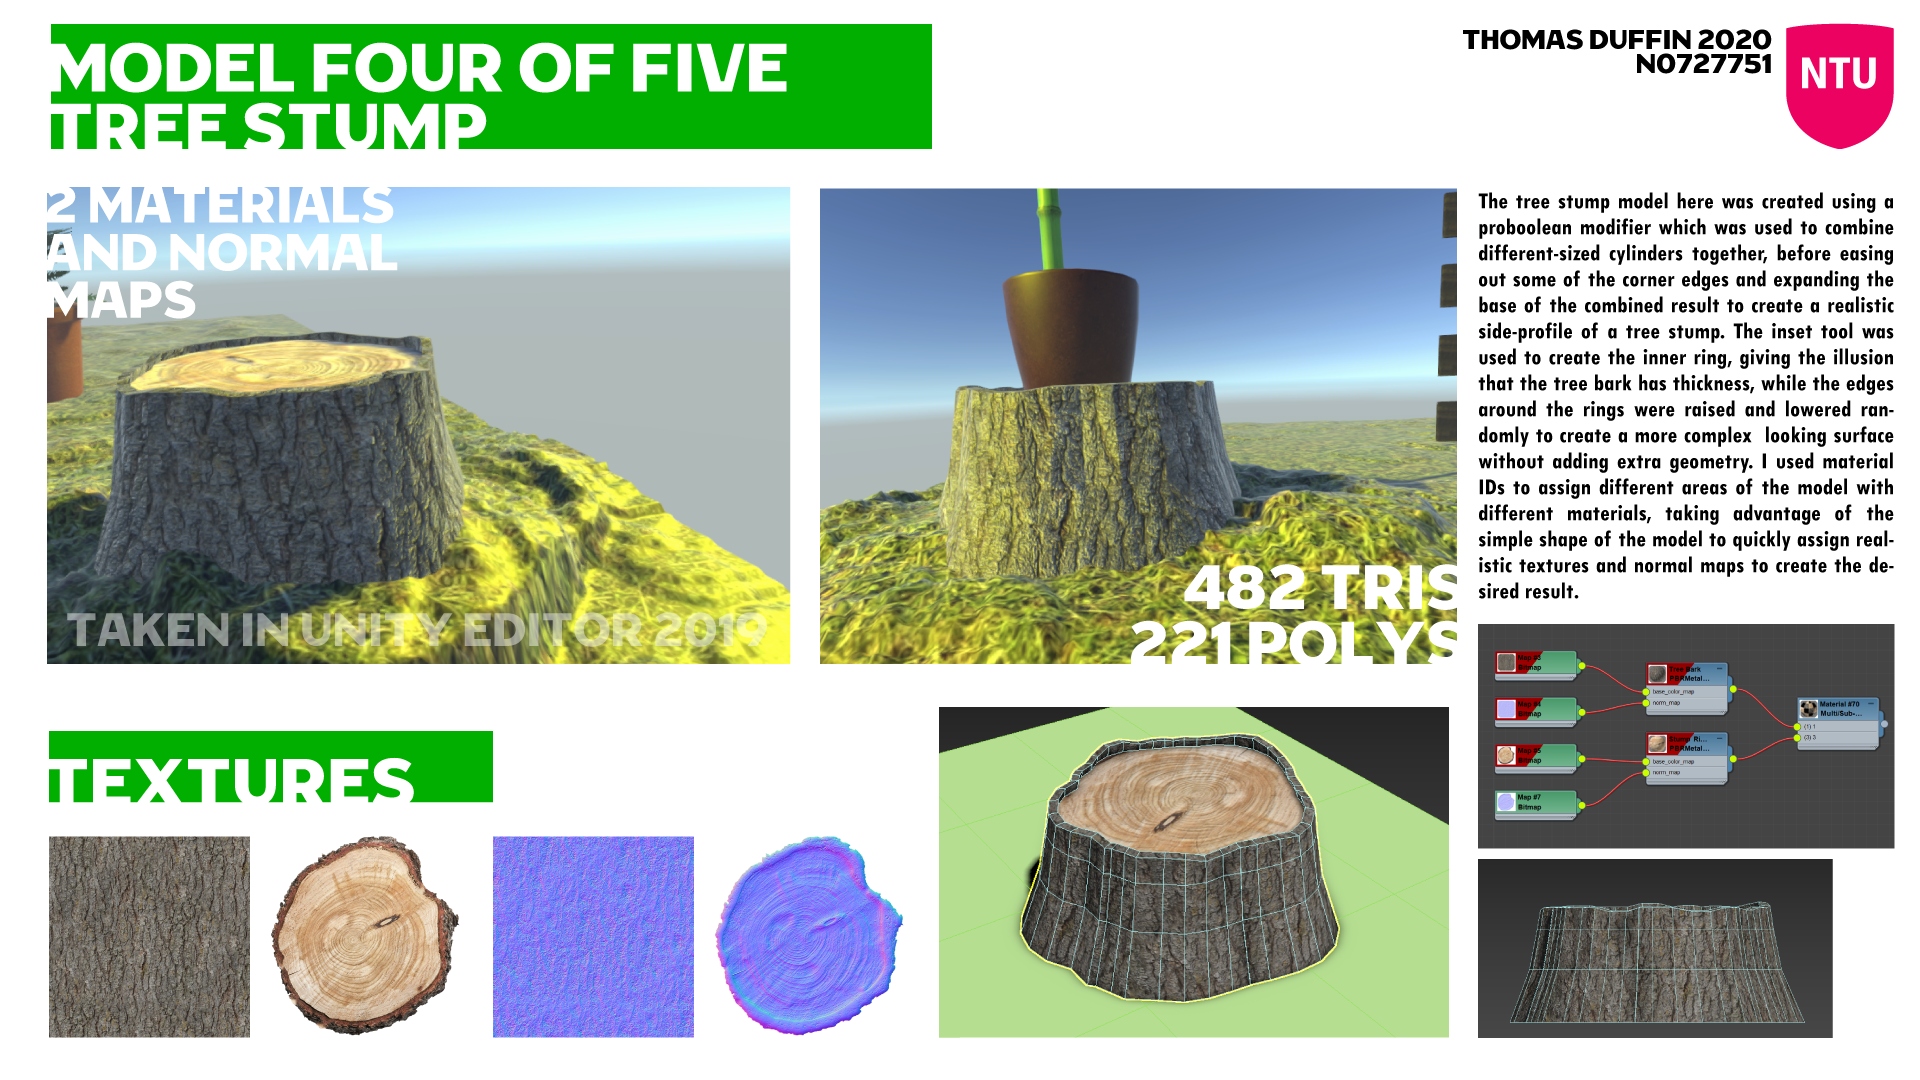 MODEL FOUR OF FIVE
TREE STUMP
THOMAS DUFFIN 2020
N0727751
NTU
2 MATERIALS
AND NORMAL
MAPS
TAKEN IN UNITY EDITOR 2019
482 TRIS
221 POLYS
The tree stump model here was created using a
proboolean modifier which was used to combine
different-sized cylinders together, before easing
out some of the corner edges and expanding the
base of the combined result to create a realistic
side-profile of a tree stump. The inset tool was
used to create the inner ring, giving the illusion
that the tree bark has thickness, while the edges
around the rings were raised and lowered ran-
domly to create a more complex  looking surface
without adding extra geometry. I used material
IDs to assign different areas of the model with
different materials, taking advantage of the
simple shape of the model to quickly assign real-
istic textures and normal maps to create the de-
sired result.
Bitmap
Bitmap
Bitmap
Map #7
Bitmap
Tree Bark
PBRMetal...
base_color_map
norm_map
Stump Ri...
PBRMetal...
base_color_map
norm_map
Material #70
Multi/Sub-...
(1) 1
(3) 3
TEXTURES